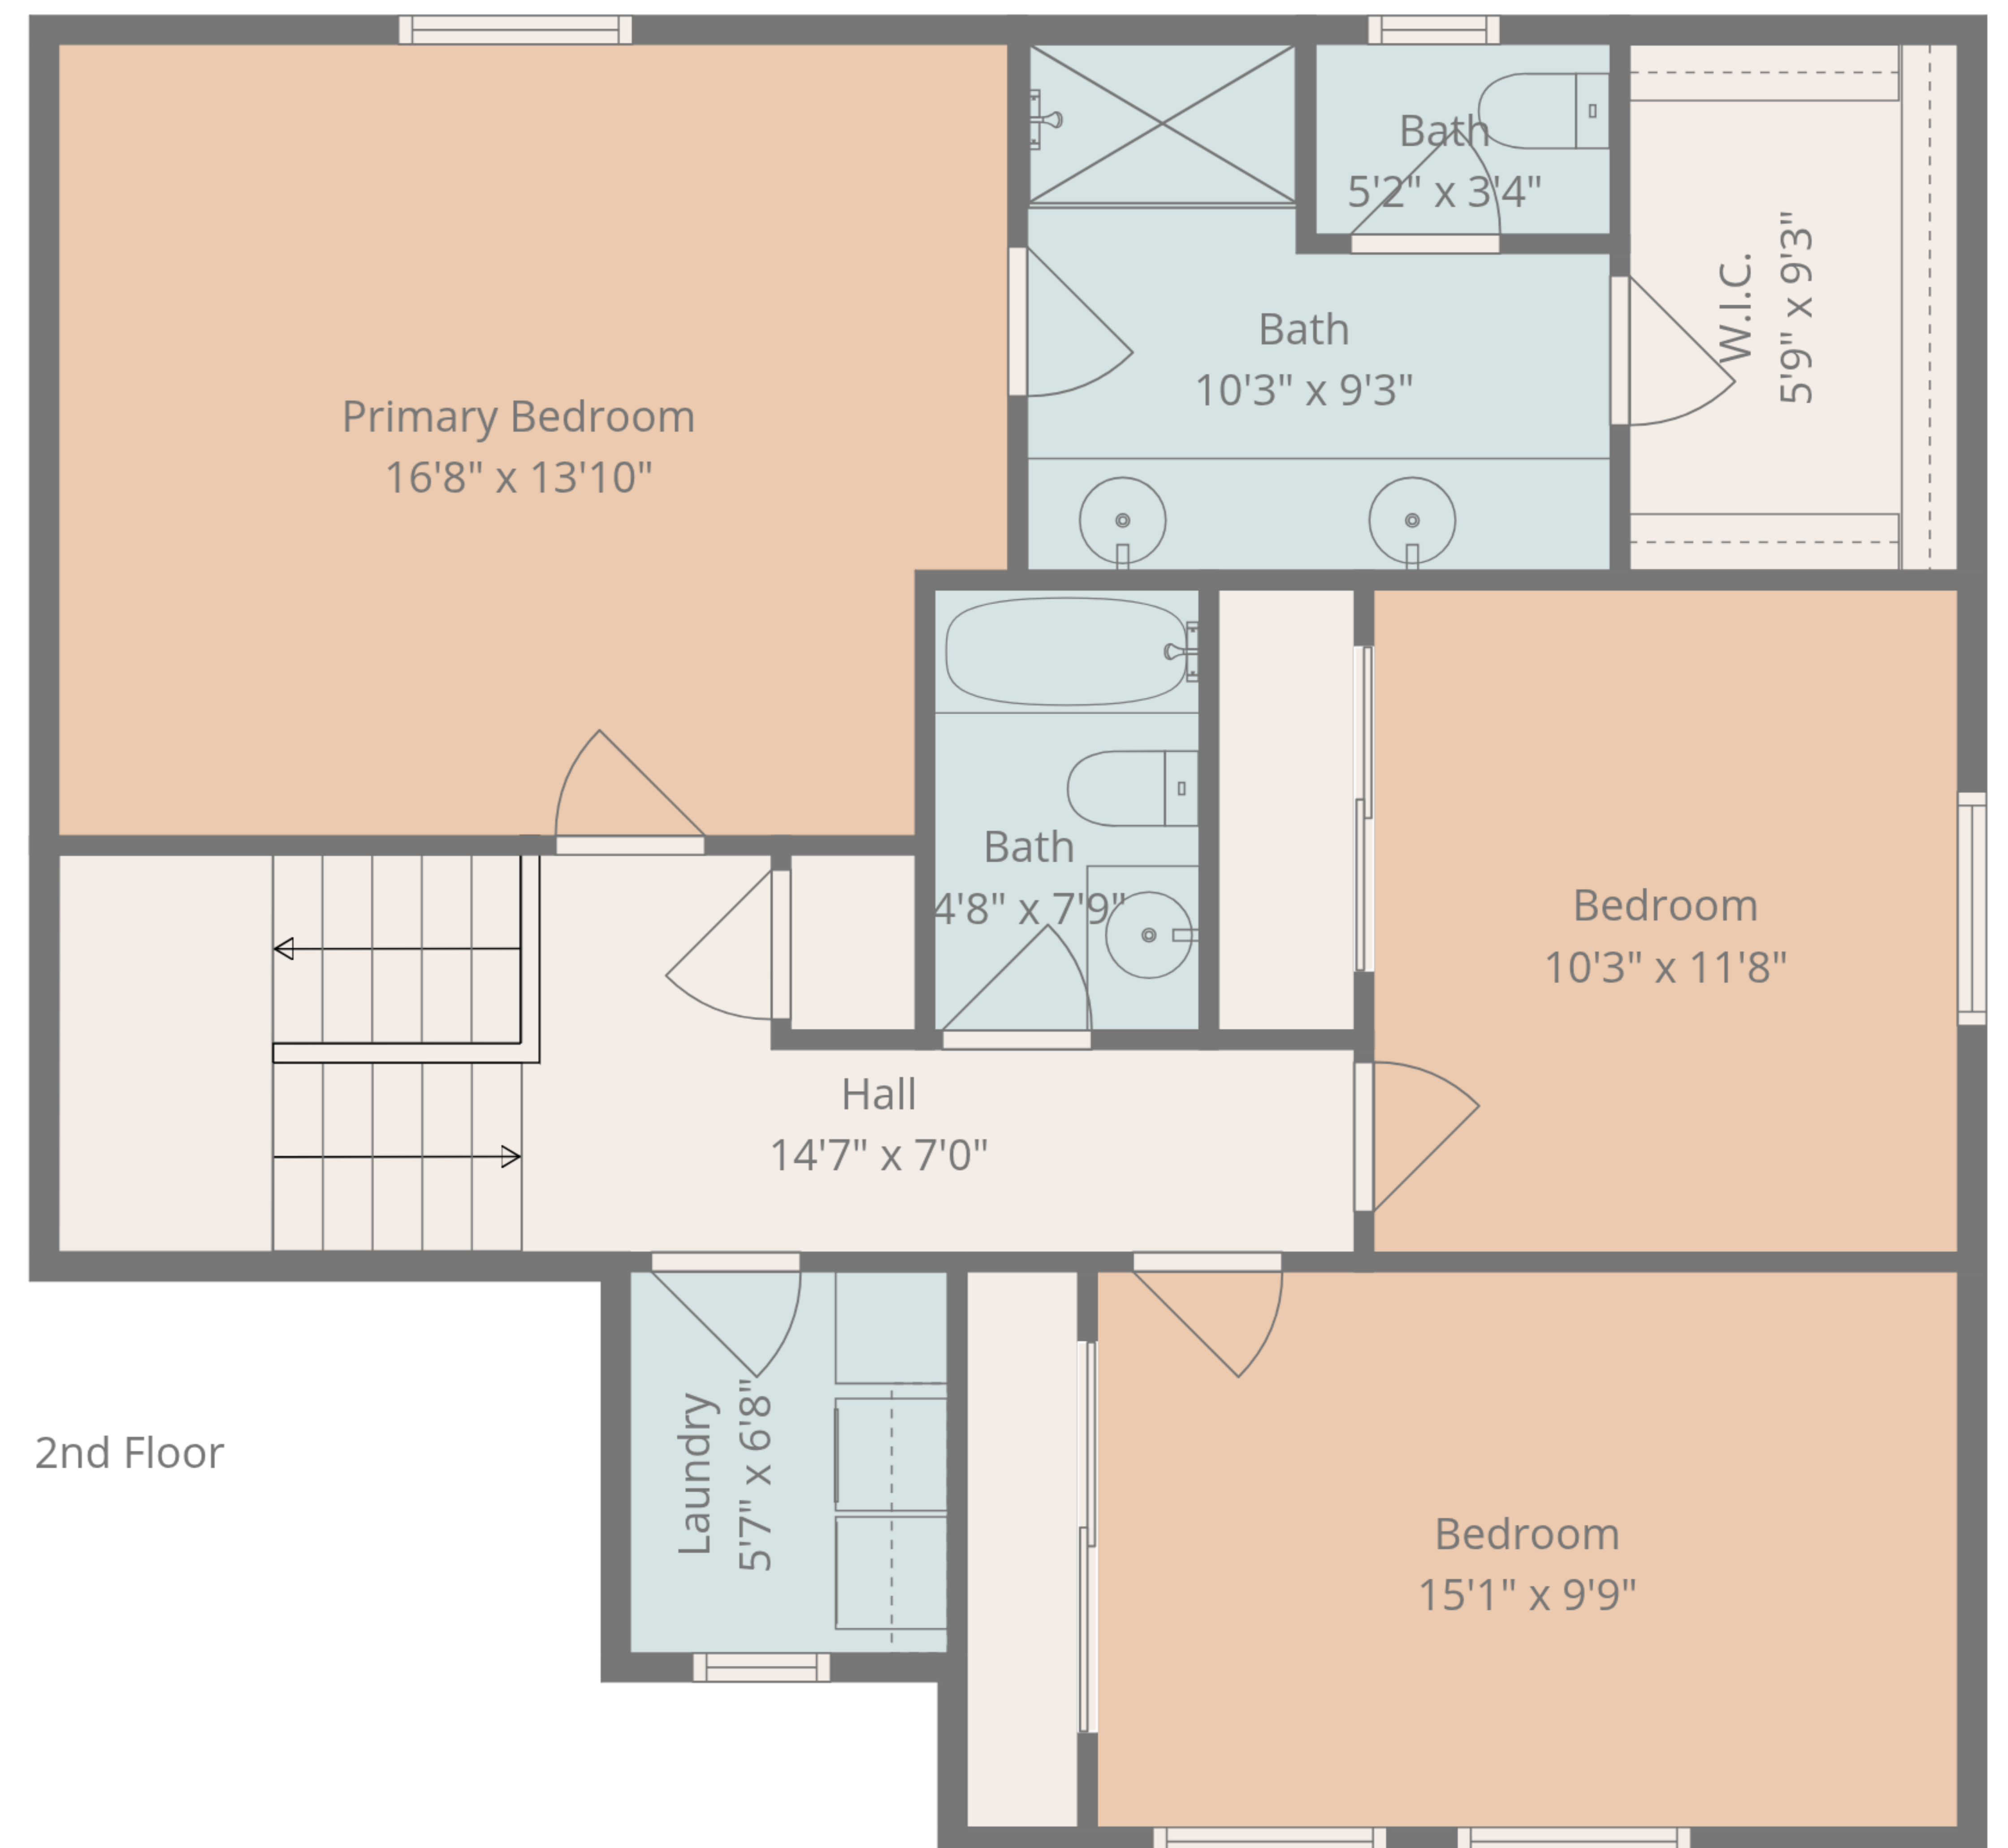 Bath
5'2" x 3'4"
W.I.C.
5'9" x 9'3"
Bath
10'3" x 9'3"
Primary Bedroom
16'8" x 13'10"
Bath
4'8" x 7'9"
Bedroom
10'3" x 11'8"
Hall
14'7" x 7'0"
Laundry
5'7" x 6'8"
2nd Floor
Bedroom
15'1" x 9'9"